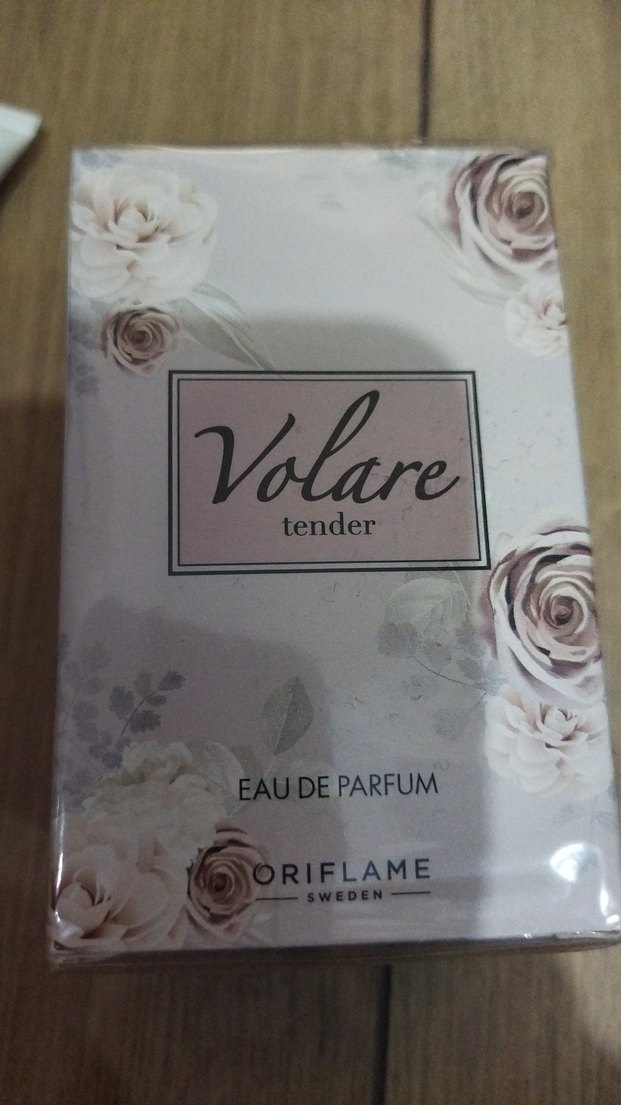 Volare
tender
EAU DE PARFUM
ORIFLAME
SWEDEN